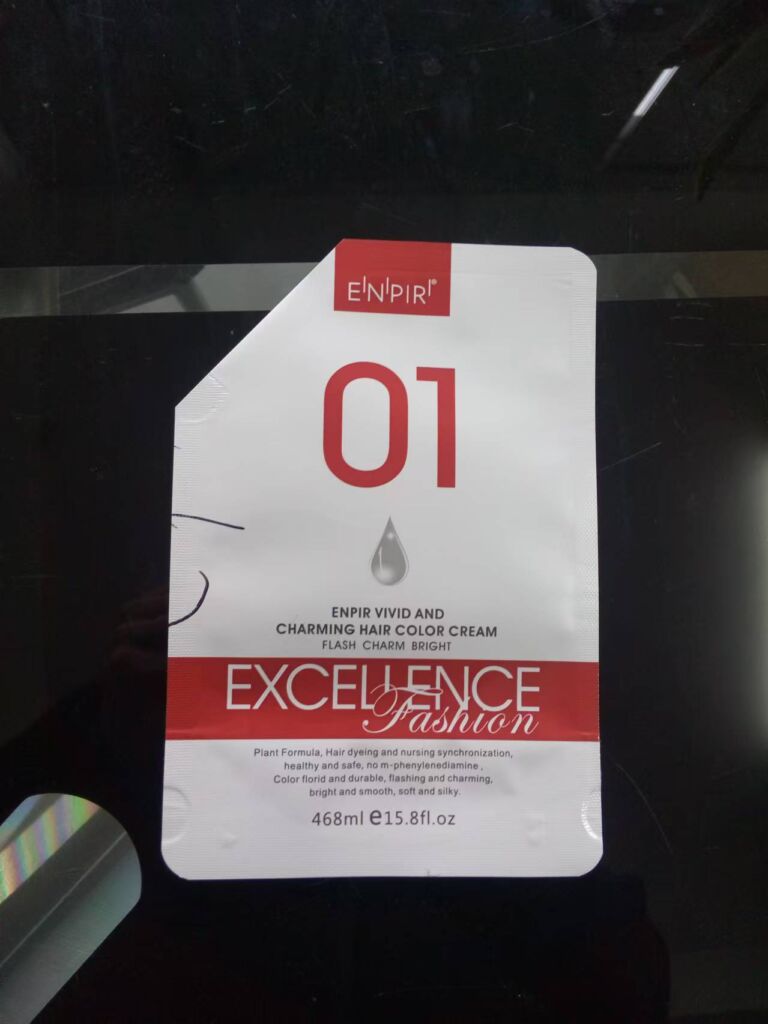 ENPIR®
01
ENPIR VIVID AND
CHARMING HAIR COLOR CREAM
FLASH CHARM BRIGHT
EXCELLENCE
Fashion
Plant Formula, Hair dyeing and nursing synchronization,
healthy and safe, no m-phenylenediamine,
Color florid and durable, flashing and charming,
bright and smooth, soft and silky.
468ml e15.8fl.oz